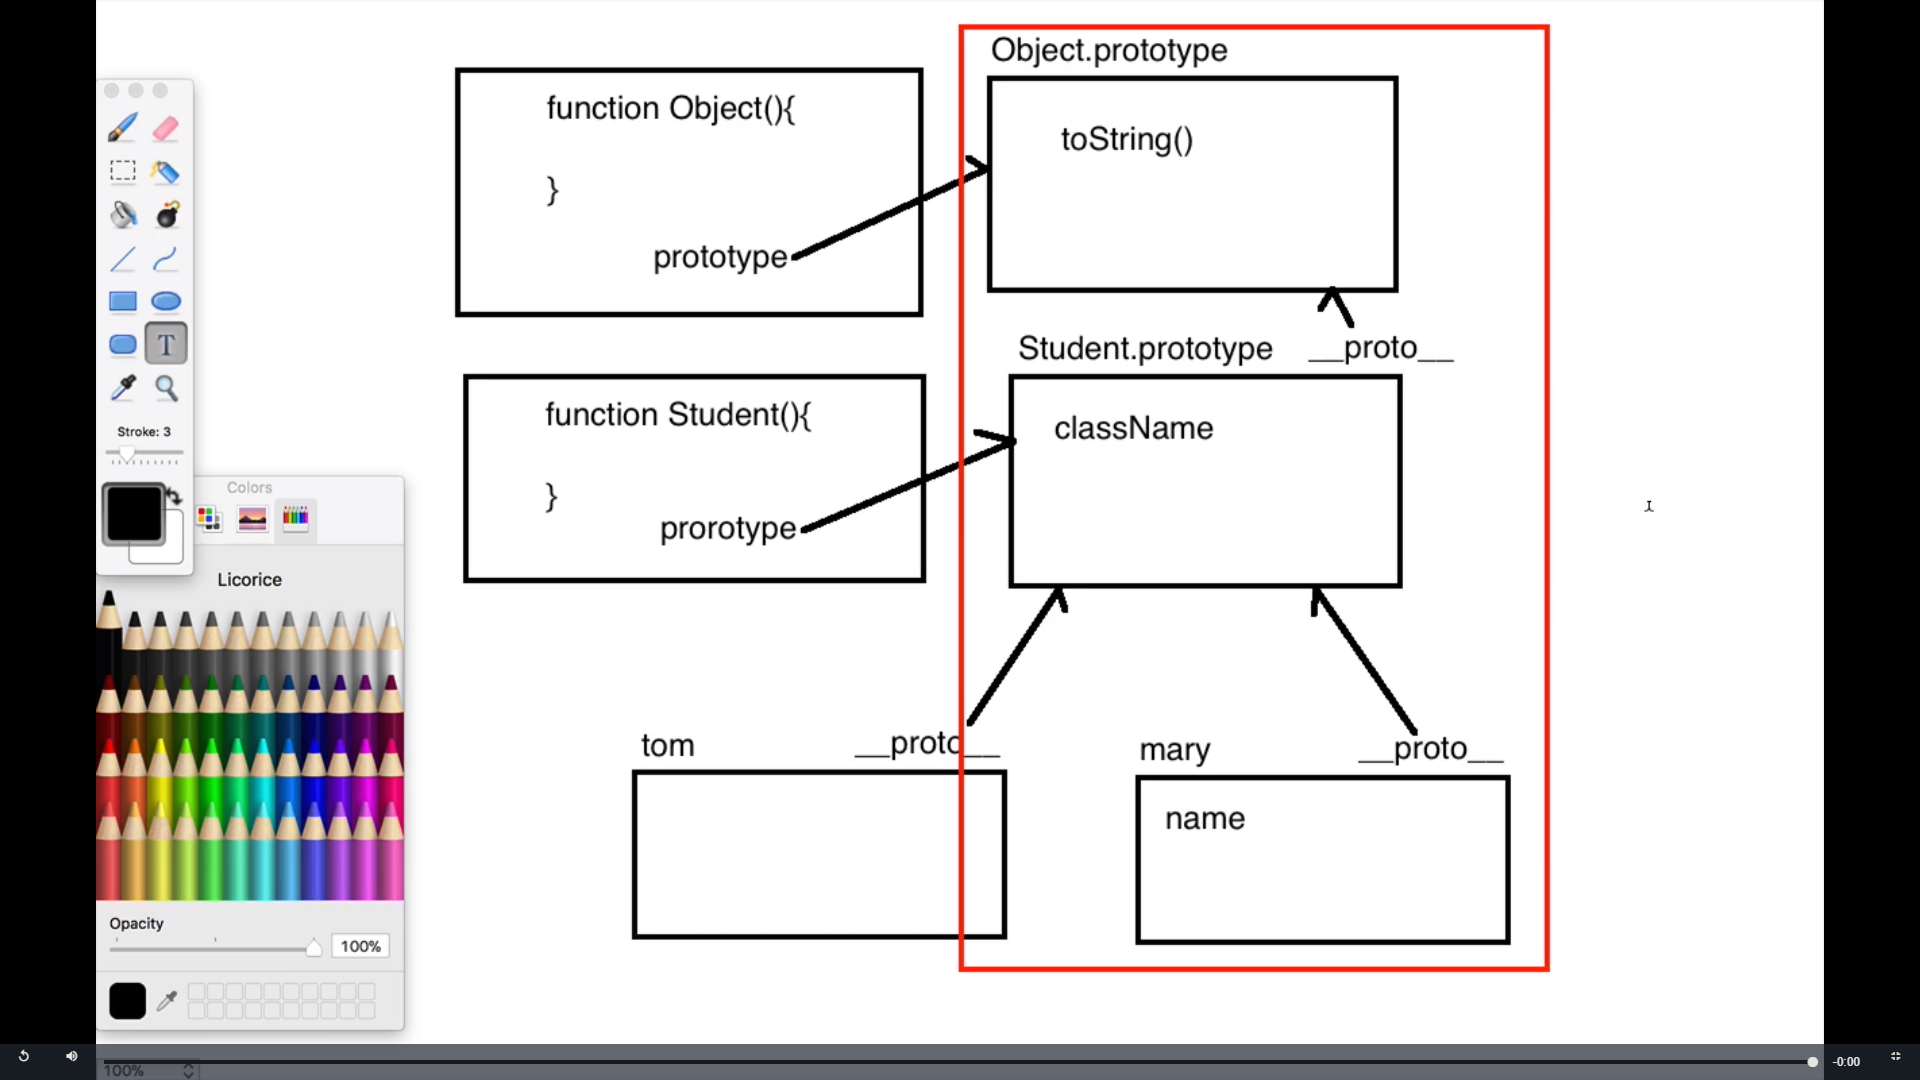 Object.prototype
function Object(){
toString()
}
prototype
Student.prototype
__proto__
function Student(){
className
}
prorotype
tom
__proto__
mary
__proto__
name
T
Stroke: 3
Colors
Licorice
Opacity
100%
100%
-0:00